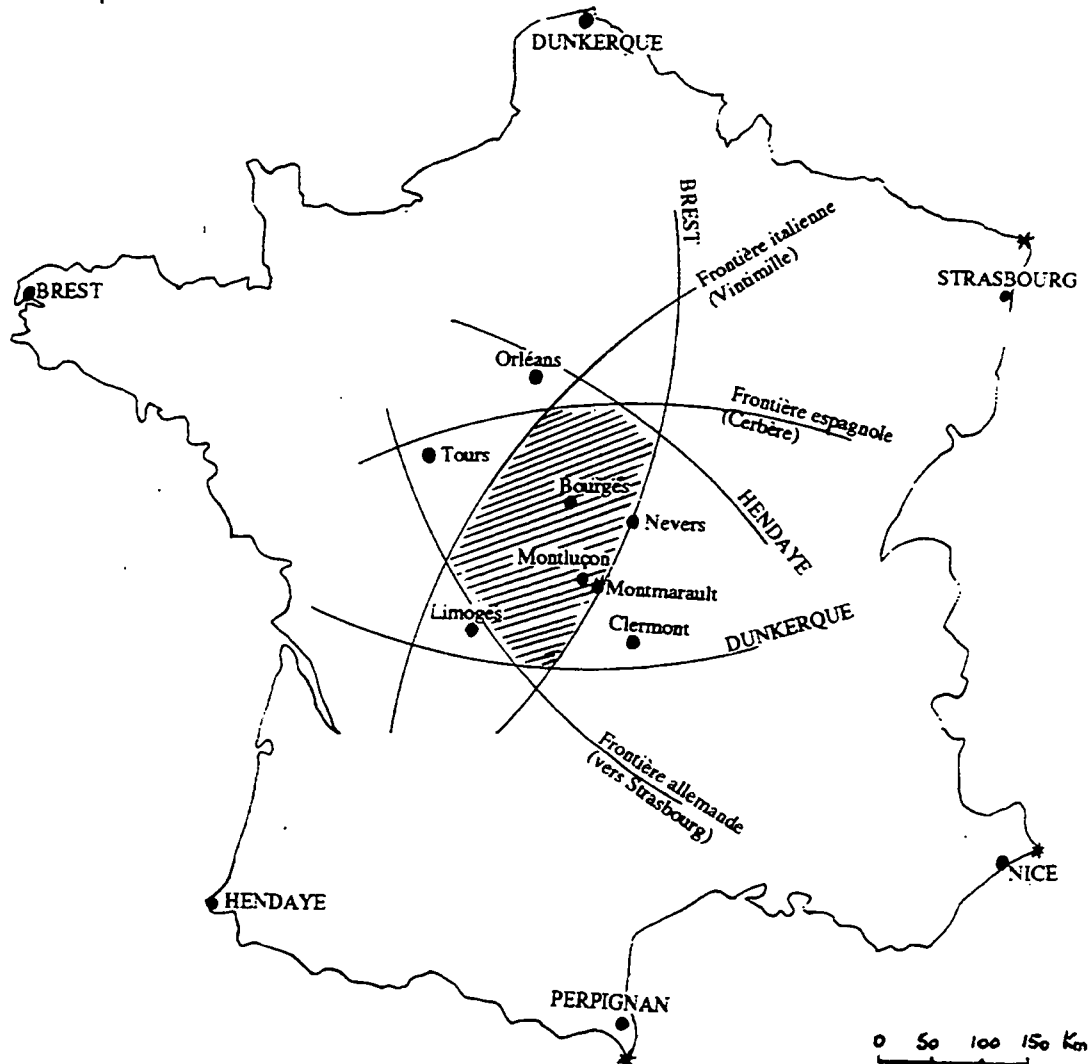 DUNKERQUE
BREST
Frontière italienne
(Vintimille)
BREST
STRASBOURG
Orléans
Frontière espagnole
(Cerbère)
Tours
Bourges
HENDAYE
Nevers
Montluçon
Montmarault
Limoges
Clermont
DUNKERQUE
Frontière allemande
(vers Strasbourg)
NICE
HENDAYE
PERPIGNAN
0 50 100 150 Km